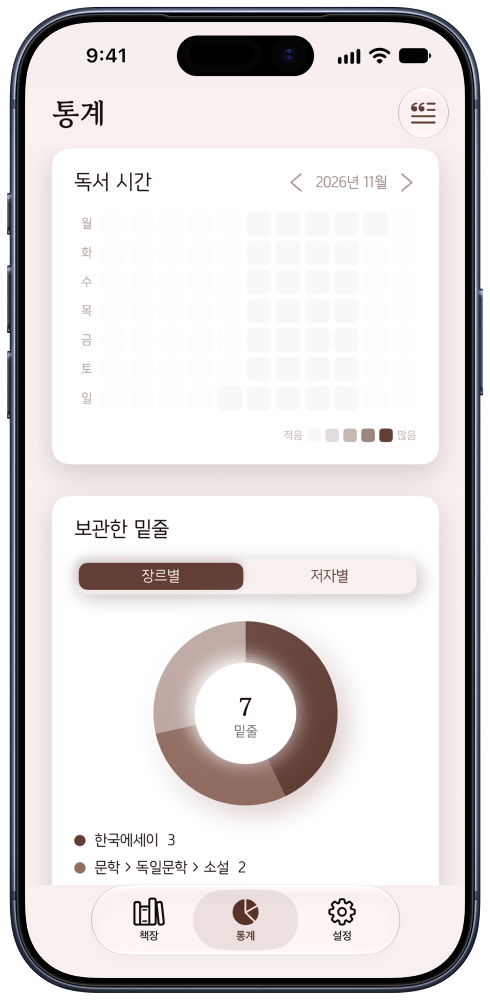 9:41
통계
독서 시간
2026년 11월
월
화
수
목
금
토
일
적음 많음
보관한 밑줄
장르별 저자별
7
밑줄
한국에세이 3
문학 > 독일문학 > 소설 2
책장 통계 설정